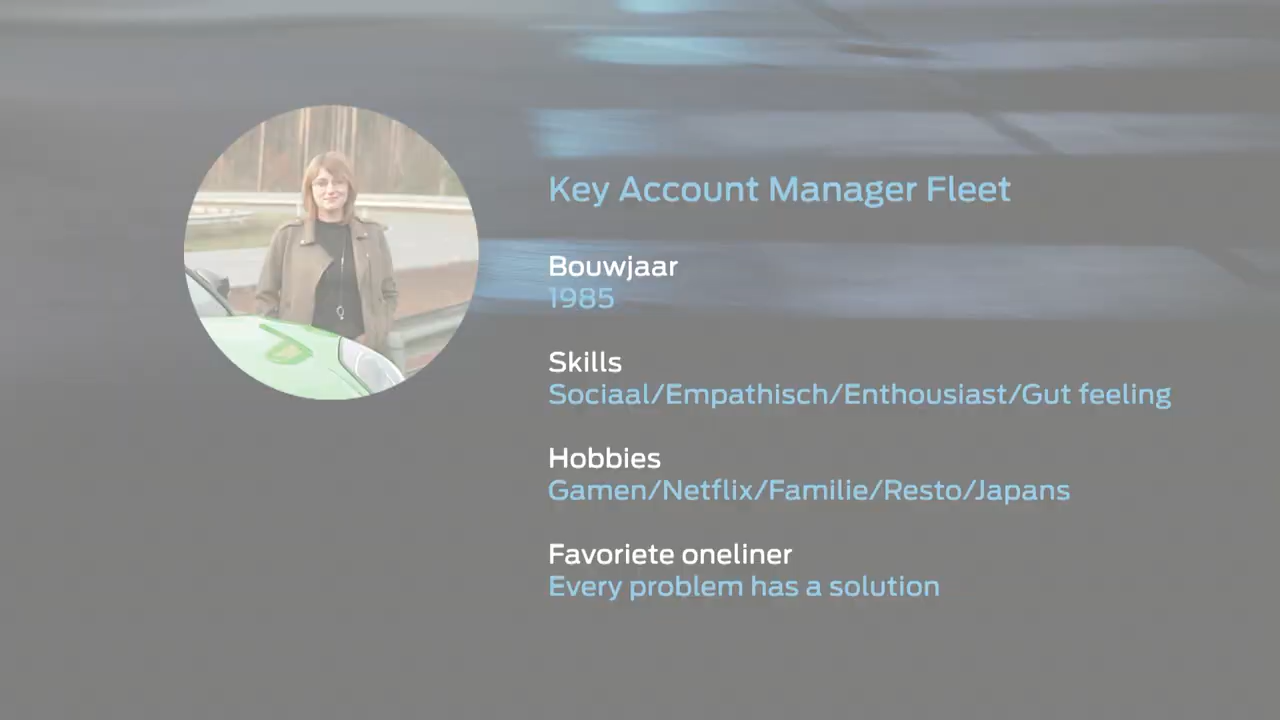 Key Account Manager Fleet
Bouwjaar
1985
Skills
Sociaal/Empathisch/Enthousiast/Gut feeling
Hobbies
Gamen/Netflix/Familie/Resto/Japans
Favoriete oneliner
Every problem has a solution